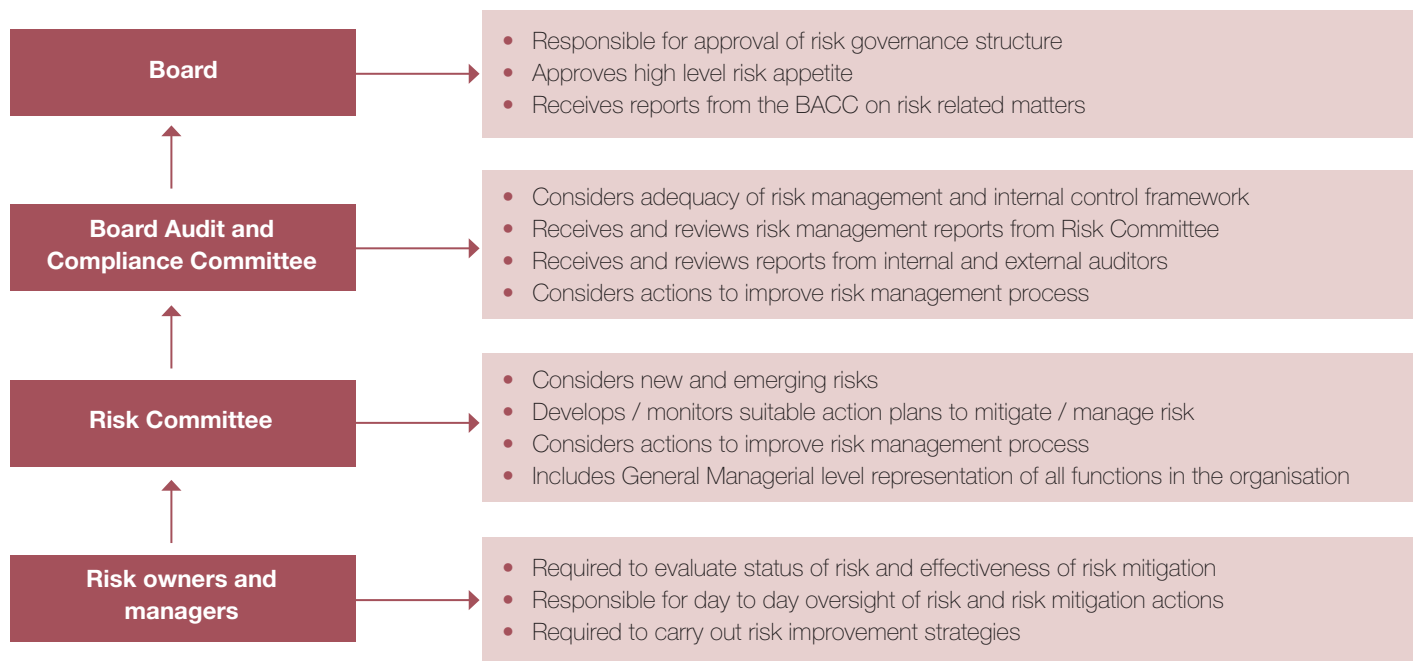 Board
• Responsible for approval of risk governance structure
• Approves high level risk appetite
• Receives reports from the BACC on risk related matters
Board Audit and
Compliance Committee
• Considers adequacy of risk management and internal control framework
• Receives and reviews risk management reports from Risk Committee
• Receives and reviews reports from internal and external auditors
• Considers actions to improve risk management process
Risk Committee
• Considers new and emerging risks
• Develops / monitors suitable action plans to mitigate / manage risk
• Considers actions to improve risk management process
• Includes General Managerial level representation of all functions in the organisation
Risk owners and
managers
• Required to evaluate status of risk and effectiveness of risk mitigation
• Responsible for day to day oversight of risk and risk mitigation actions
• Required to carry out risk improvement strategies